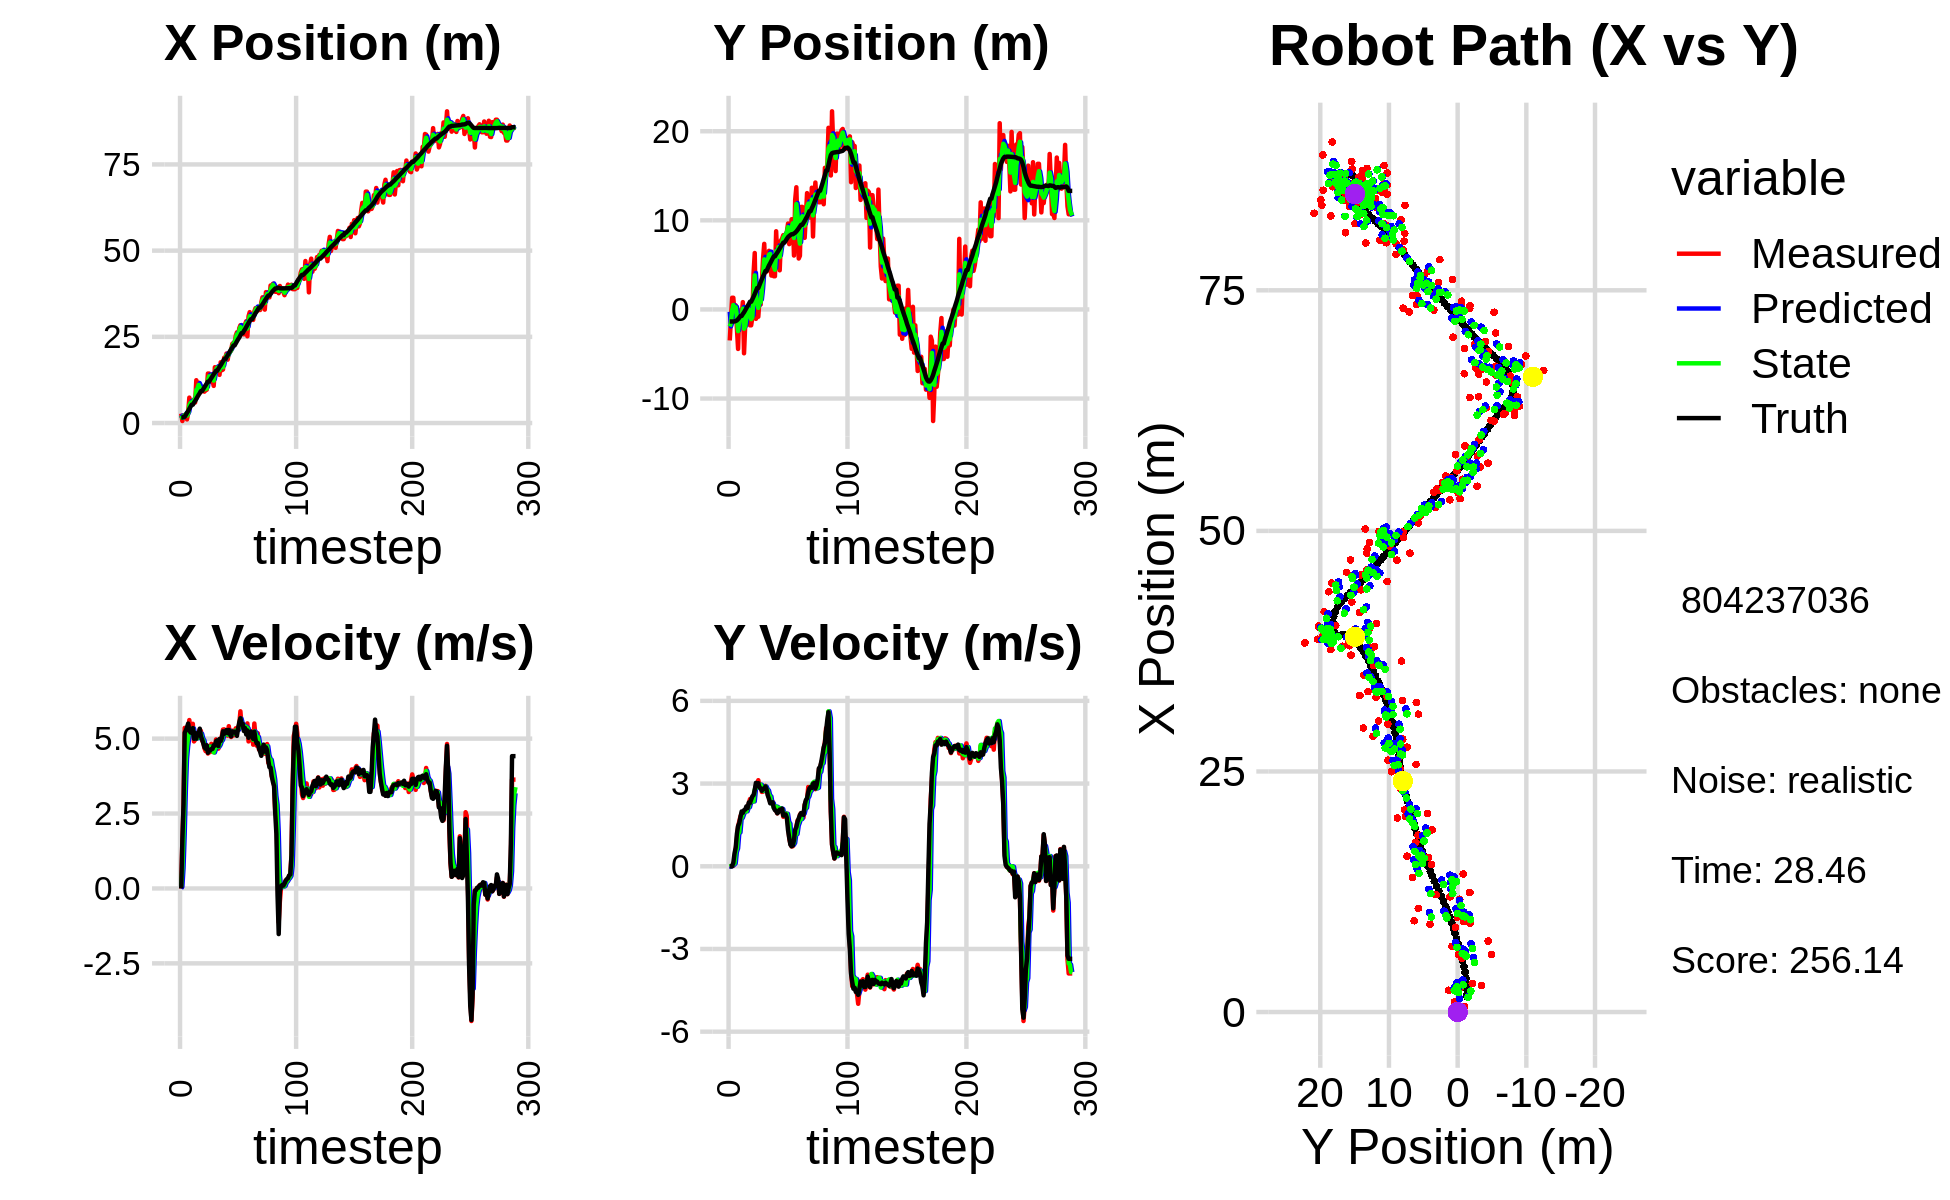 X Position (m)
75
50
25
0
0
100
200
300
timestep
Y Position (m)
20
10
0
-10
0
100
200
300
timestep
X Velocity (m/s)
5.0
2.5
0.0
-2.5
0
100
200
300
timestep
Y Velocity (m/s)
6
3
0
-3
-6
0
100
200
300
timestep
Robot Path (X vs Y)
X Position (m)
75
50
25
0
20 10 0 -10 -20
Y Position (m)
variable
Measured
Predicted
State
Truth
804237036
Obstacles: none
Noise: realistic
Time: 28.46
Score: 256.14